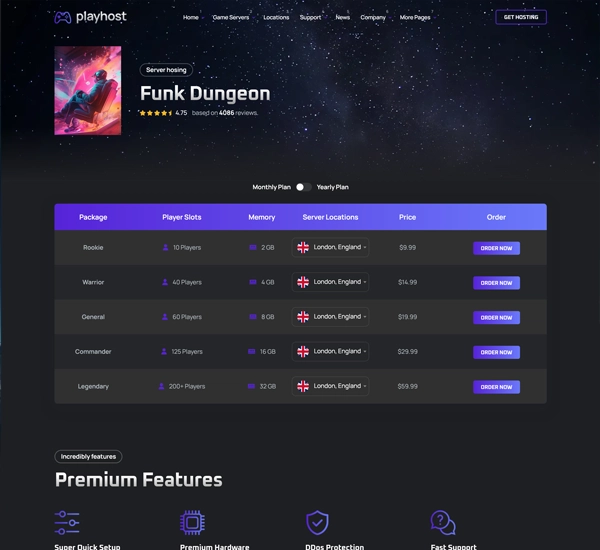 playhost
Home Game Servers Locations Support News Company More Pages GET HOSTING
Server hosing
Funk Dungeon
4.75 based on 4086 reviews.
Monthly Plan Yearly Plan
Package Player Slots Memory Server Locations Price Order
Rookie 10 Players 2 GB London, England $9.99 ORDER NOW
Warrior 40 Players 4 GB London, England $14.99 ORDER NOW
General 60 Players 8 GB London, England $19.99 ORDER NOW
Commander 125 Players 16 GB London, England $29.99 ORDER NOW
Legendary 200+ Players 32 GB London, England $59.99 ORDER NOW
Incredibly features
Premium Features
Super Quick Setup Premium Hardware DDos Protection Fast Support